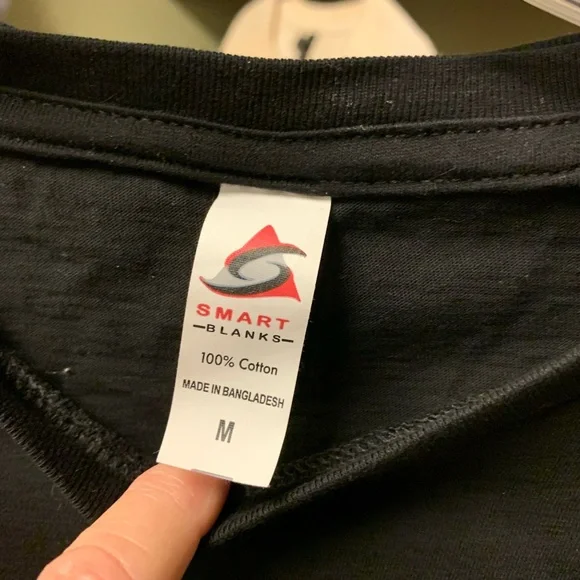 SMART
BLANKS
100% Cotton
MADE IN BANGLADESH
M